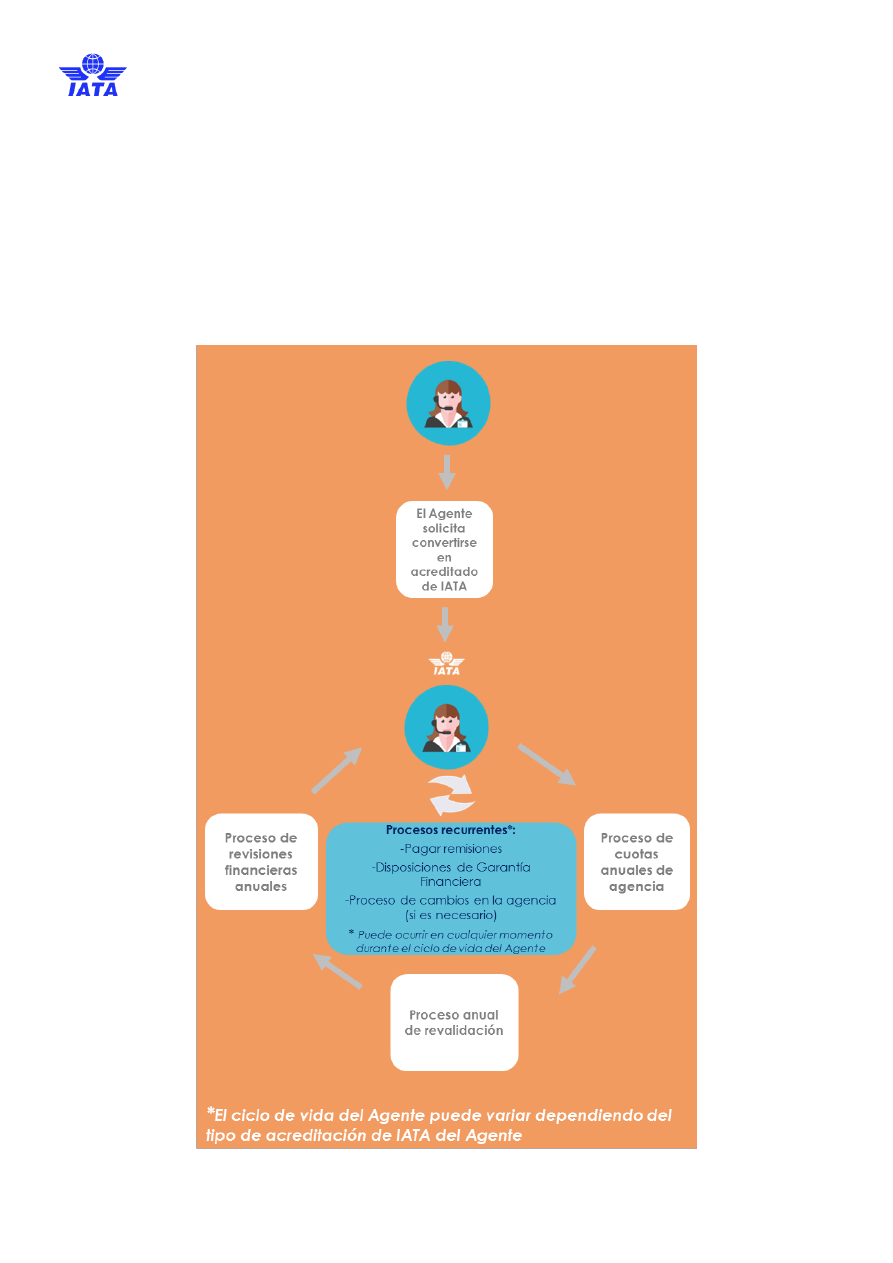 IATA
El Agente
solicita
convertirse
en
acreditado
de IATA
IATA
Proceso de
revisiones
financieras
anuales
Procesos recurrentes*:
-Pagar remisiones
-Disposiciones de Garantía
Financiera
-Proceso de cambios en la agencia
(si es necesario)
* Puede ocurrir en cualquier momento
durante el ciclo de vida del Agente
Proceso de
cuotas
anuales de
agencia
Proceso anual
de revalidación
*El ciclo de vida del Agente puede variar dependiendo del
tipo de acreditación de IATA del Agente